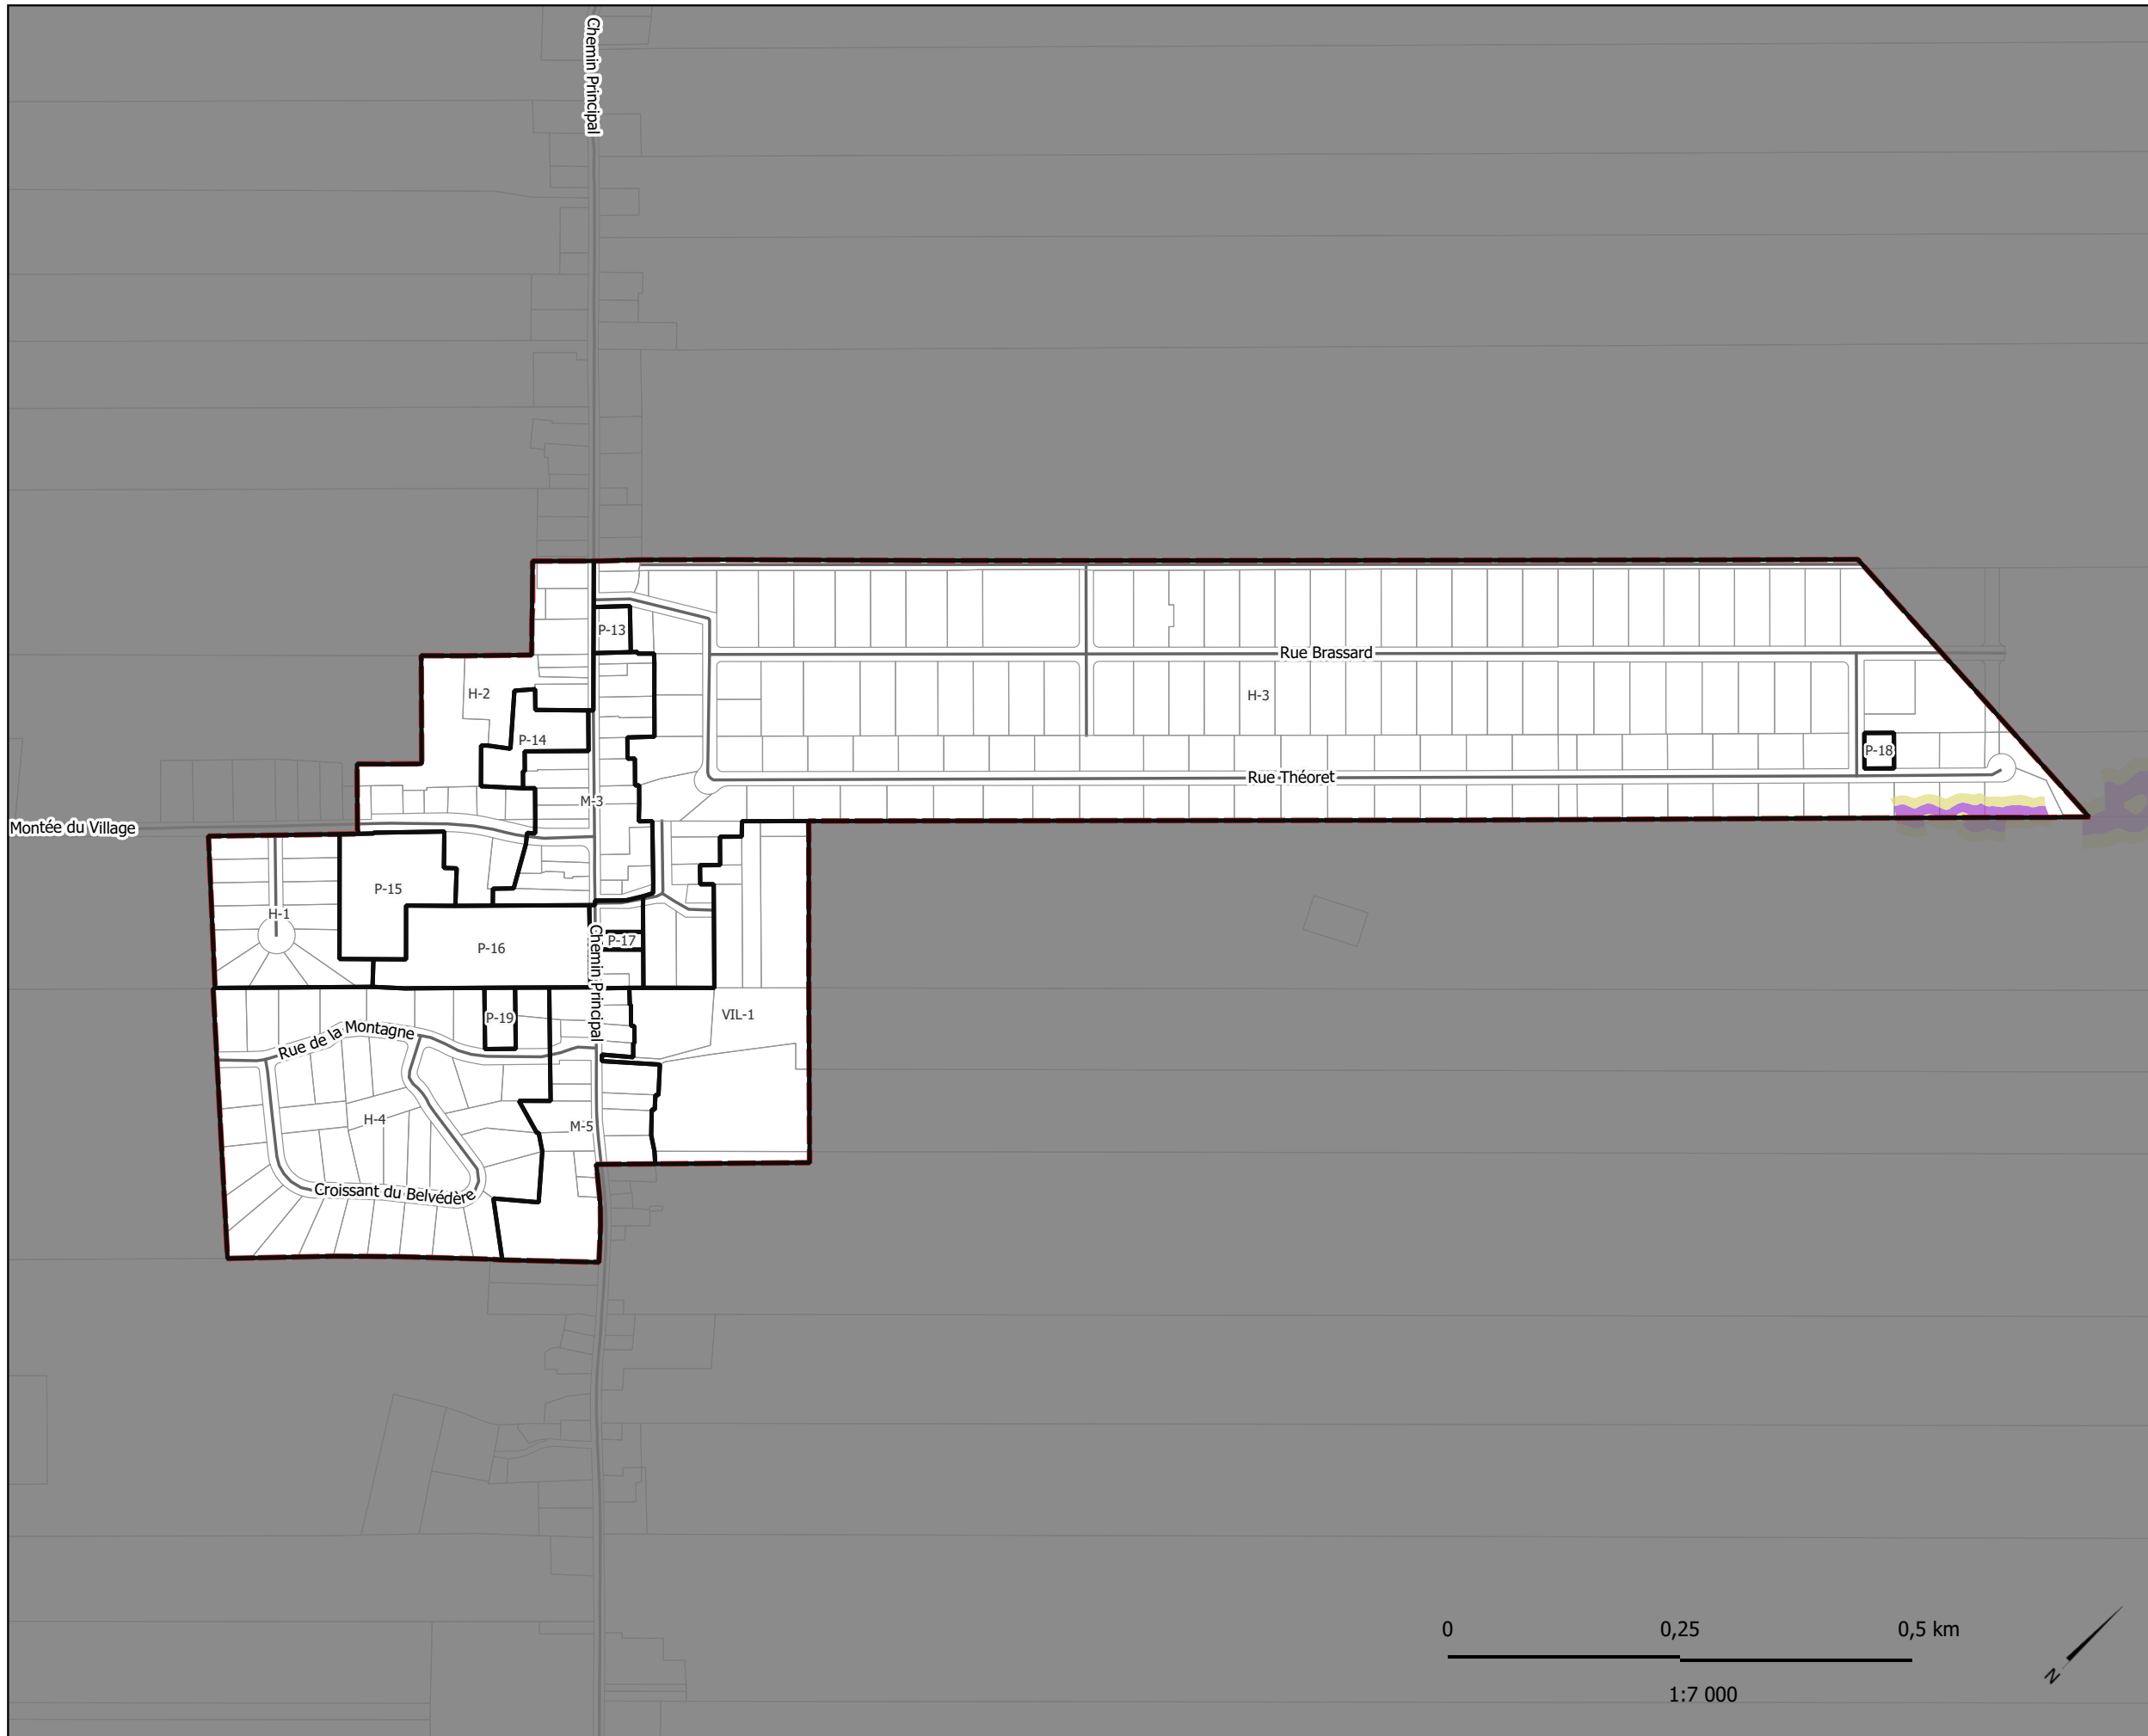 Chemin Principal
P-13
Rue Brassard
H-2
H-3
P-14
P-18
Rue Théoret
M-3
Montée du Village
P-15
H-1
P-16
P-17
Chemin Principal
P-19
VIL-1
Rue de la Montagne
H-4
M-5
Croissant du Belvédère
0 0,25 0,5 km
1:7 000
N